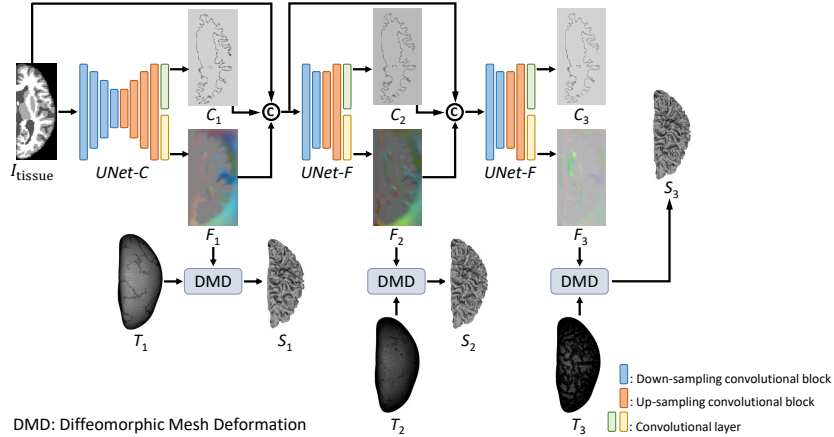 C1
C2
C3
C
C
Itissue
UNet-C
UNet-F
UNet-F
S3
F1
F2
F3
DMD
DMD
DMD
T1
S1
S2
T2
T3
: Down-sampling convolutional block
: Up-sampling convolutional block
: Convolutional layer
DMD: Diffeomorphic Mesh Deformation